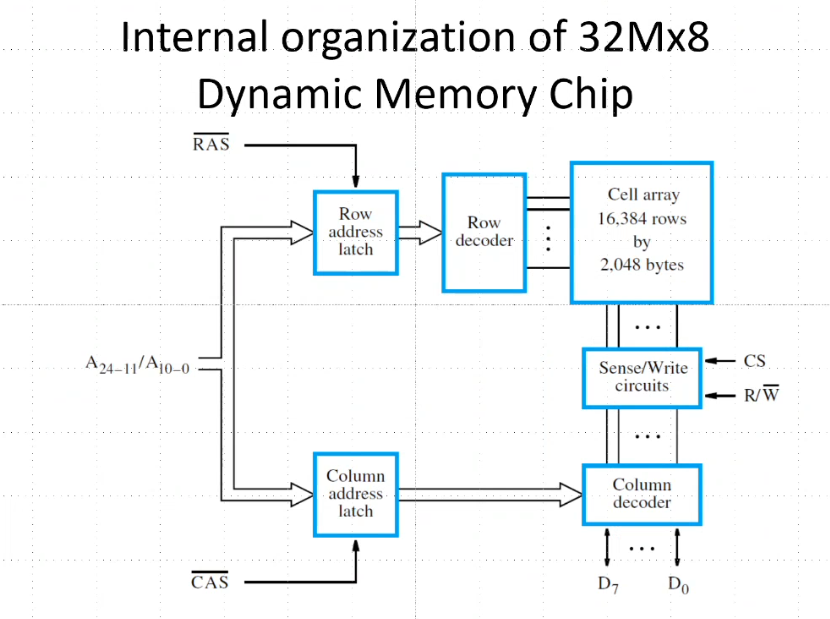 Internal organization of 32Mx8
Dynamic Memory Chip
RAS
Row
address
latch
Row
decoder
Cell array
16,384 rows
by
2,048 bytes
...
A24–11/A10–0
Sense/Write
circuits
CS
R/W
...
Column
address
latch
Column
decoder
...
CAS
D7
D0